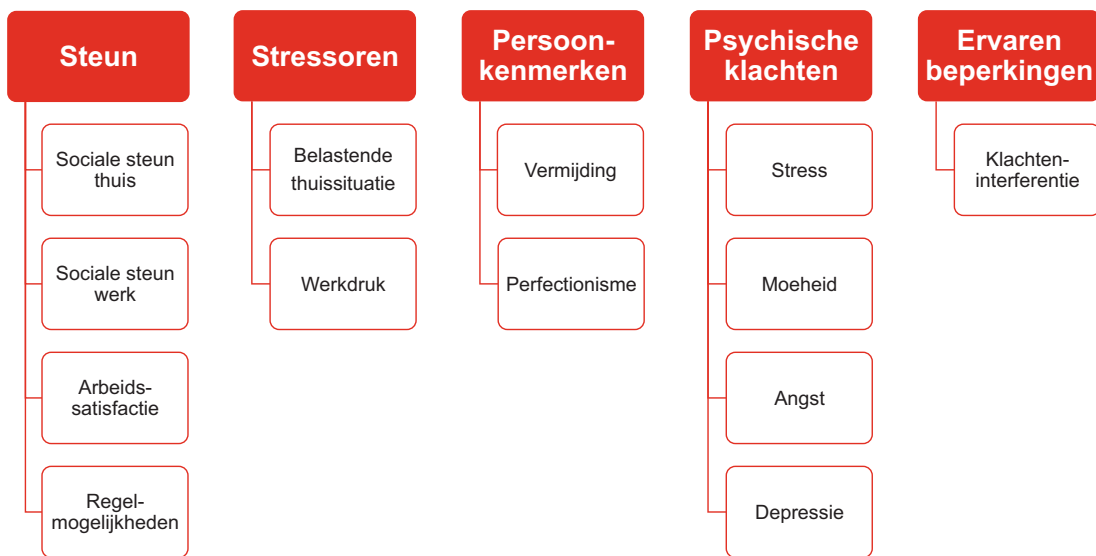 Steun
Sociale steun
thuis
Sociale steun
werk
Arbeids-
satisfactie
Regel-
mogelijkheden
Stressoren
Belastende
thuissituatie
Werkdruk
Persoon-
kenmerken
Vermijding
Perfectionisme
Psychische
klachten
Stress
Moeheid
Angst
Depressie
Ervaren
beperkingen
Klachten-
interferentie